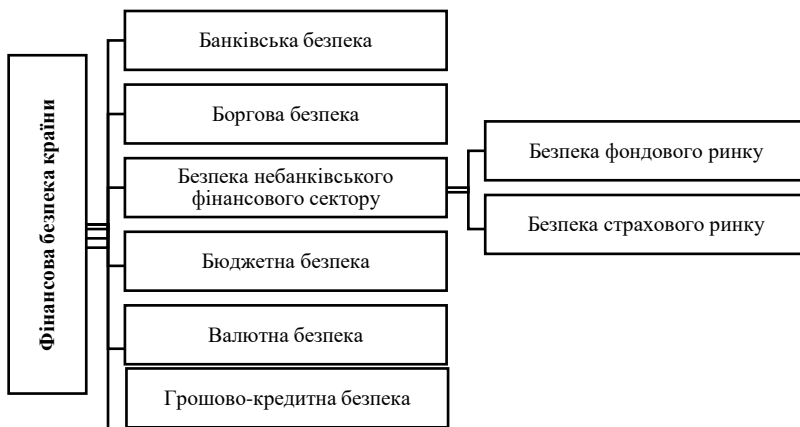 Фінансова безпека країни
Банківська безпека
Боргова безпека
Безпека небанківського
фінансового сектору
Бюджетна безпека
Валютна безпека
Грошово-кредитна безпека
Безпека фондового ринку
Безпека страхового ринку